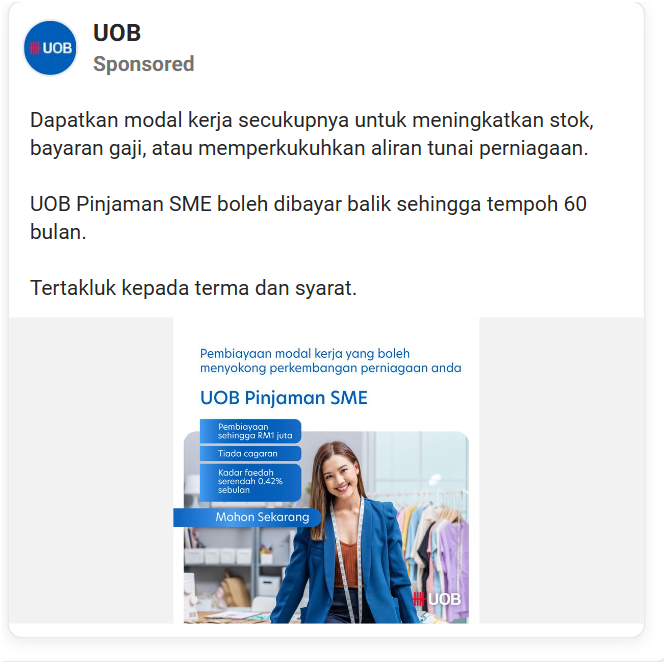 UOB
UOB
Sponsored
Dapatkan modal kerja secukupnya untuk meningkatkan stok,
bayaran gaji, atau memperkukuhkan aliran tunai perniagaan.
UOB Pinjaman SME boleh dibayar balik sehingga tempoh 60
bulan.
Tertakluk kepada terma dan syarat.
Pembiayaan modal kerja yang boleh
menyokong perkembangan perniagaan anda
UOB Pinjaman SME
Pembiayaan
sehingga RM1 juta
Tiada cagaran
Kadar faedah
serendah 0.42%
sebulan
Mohon Sekarang
UOB